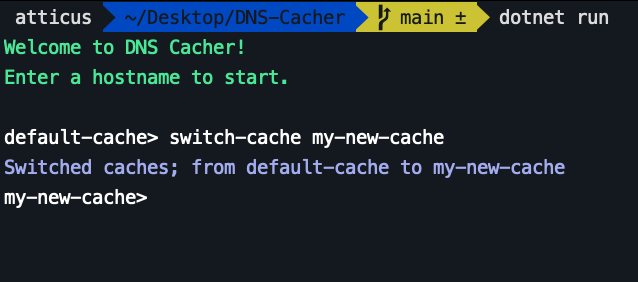 atticus ~/Desktop/DNS-Cacher main ± dotnet run
Welcome to DNS Cacher!
Enter a hostname to start.
default-cache> switch-cache my-new-cache
Switched caches; from default-cache to my-new-cache
my-new-cache>